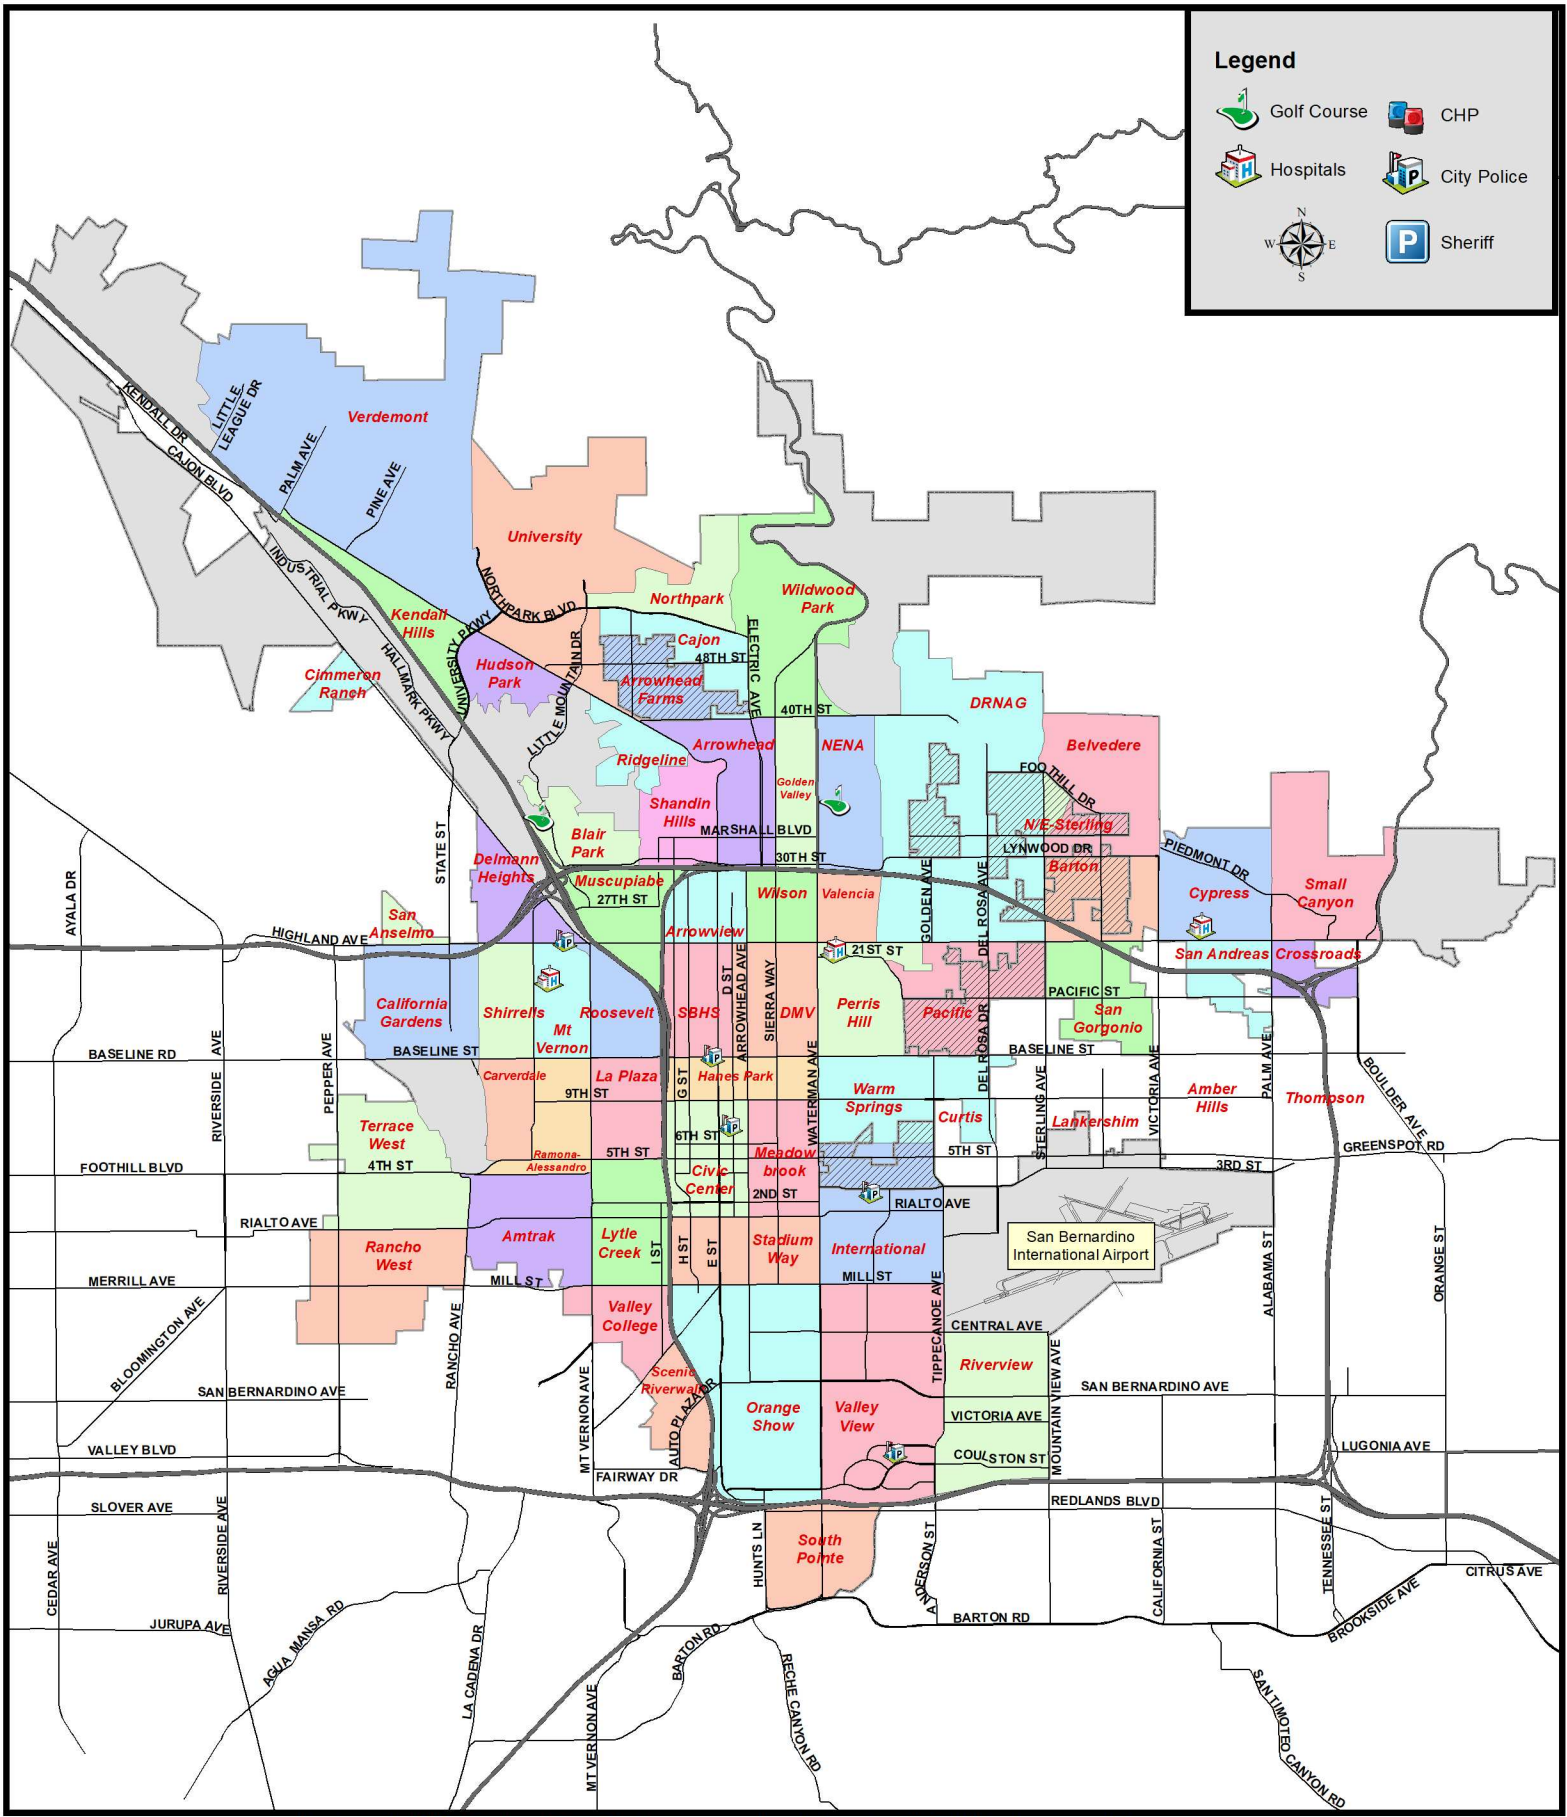 Legend
Golf Course
CHP
Hospitals
City Police
N
W
E
S
Sheriff
KENDALL DR
CAJON BLVD
LITTLE
LEAGUE DR
Verdemont
PALM AVE
PINE AVE
University
INDUSTRIAL PKWY
NORTHPARK BLVD
Northpark
Wildwood
Park
Kendall
Hills
UNIVERSITY PKWY
HALLMARK PKWY
Hudson
Park
LITTLE MOUNTAIN DR
Cajon
48TH ST
ELECTRIC AVE
Arrowhead
Farms
Cimmeron
Ranch
40TH ST
DRNAG
Ridgeline
Arrowhead
NENA
Belvedere
FOOTHILL DR
Golden
Valley
Shandin
Hills
MARSHALL BLVD
N/E-Sterling
Blair
Park
30TH ST
LYNWOOD DR
Barton
PIEDMONT DR
STATE ST
Delmann
Heights
Muscupiabe
27TH ST
Wilson
Valencia
GOLDEN AVE
DEL ROSA AVE
Cypress
Small
Canyon
AYALA DR
San
Anselmo
HIGHLAND AVE
Arrowview
21ST ST
San Andreas
Crossroads
D ST
ARROWHEAD AVE
SIERRA WAY
PACIFIC ST
California
Gardens
Shirrells
Mt
Vernon
Roosevelt
SBHS
DMV
Perris
Hill
Pacific
San
Gorgonio
BASELINE RD
BASELINE ST
BASELINE ST
RIVERSIDE AVE
PEPPER AVE
Carverdale
La Plaza
9TH ST
G ST
Hanes Park
WATERMAN AVE
Warm
Springs
DEL ROSA DR
Curtis
STERLING AVE
Lankershim
VICTORIA AVE
Amber
Hills
PALM AVE
Thompson
BOULDER AVE
Terrace
West
6TH ST
FOOTHILL BLVD
4TH ST
Ramona-
Alessandro
5TH ST
Meadow
brook
5TH ST
3RD ST
GREENSPOT RD
Civic
Center
2ND ST
RIALTO AVE
RIALTO AVE
Rancho
West
Amtrak
Lytle
Creek
I ST
H ST
E ST
Stadium
Way
International
San Bernardino
International Airport
ALABAMA ST
ORANGE ST
MERRILL AVE
MILL ST
MILL ST
BLOOMINGTON AVE
RANCHO AVE
Valley
College
TIPPECANOE AVE
CENTRAL AVE
Riverview
MOUNTAIN VIEW AVE
SAN BERNARDINO AVE
SAN BERNARDINO AVE
Scenic
Riverwalk
AUTO PLAZA DR
MT VERNON AVE
Orange
Show
Valley
View
VICTORIA AVE
COULSTON ST
LUGONIA AVE
VALLEY BLVD
FAIRWAY DR
SLOVER AVE
REDLANDS BLVD
CEDAR AVE
RIVERSIDE AVE
HUNTS LN
South
Pointe
ANDERSON ST
CALIFORNIA ST
TENNESSEE ST
CITRUS AVE
BROOKSIDE AVE
JURUPA AVE
AGUA MANSA RD
LA CADENA DR
BARTON RD
BARTON RD
MT VERNON AVE
RECHE CANYON RD
SAN TIMOTEO CANYON RD